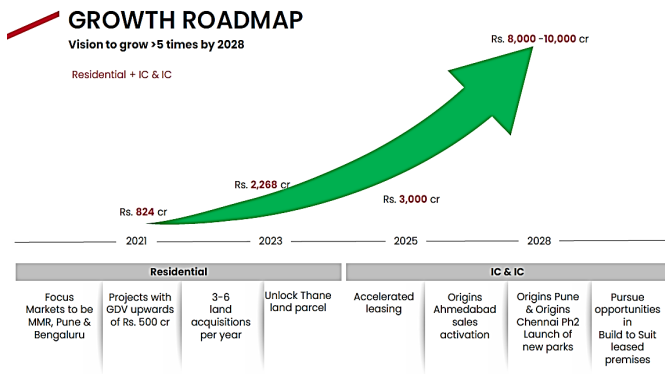 GROWTH ROADMAP
Vision to grow >5 times by 2028
Rs. 8,000 -10,000 cr
Residential + IC & IC
Rs. 2,268 cr
Rs. 3,000 cr
Rs. 824 cr
2021
2023
2025
2028
Residential
IC & IC
Focus
Markets to be
MMR, Pune &
Bengaluru
Projects with
GDV upwards
of Rs. 500 cr
3-6
land
acquisitions
per year
Unlock Thane
land parcel
Accelerated
leasing
Origins
Ahmedabad
sales
activation
Origins Pune
& Origins
Chennai Ph2
Launch of
new parks
Pursue
opportunities
in
Build to Suit
leased
premises